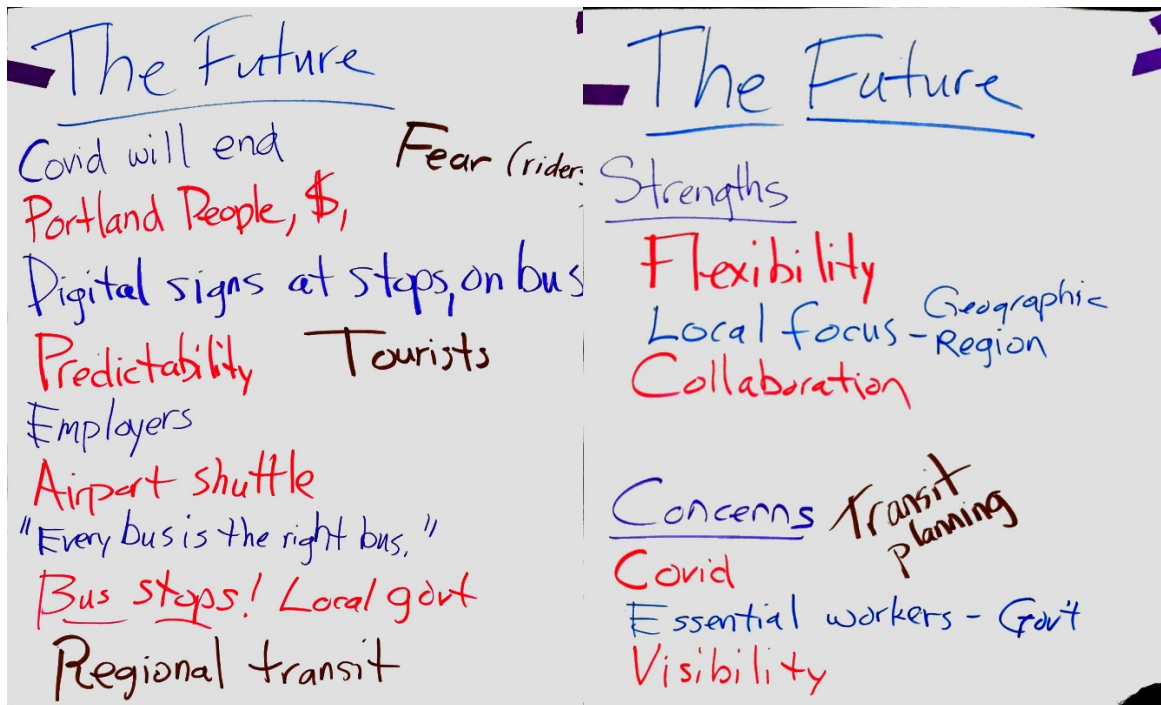 The Future
Covid will end
Fear (rider
Portland People, $,
Digital signs at stops, on bus
Predictability
Tourists
Employers
Airport shuttle
"Every bus is the right bus."
Bus stops! Local govt
Regional transit
The Future
Strengths
Flexibility
Local focus - Geographic
Region
Collaboration
Concerns
Transit
planning
Covid
Essential workers - Gov't
Visibility